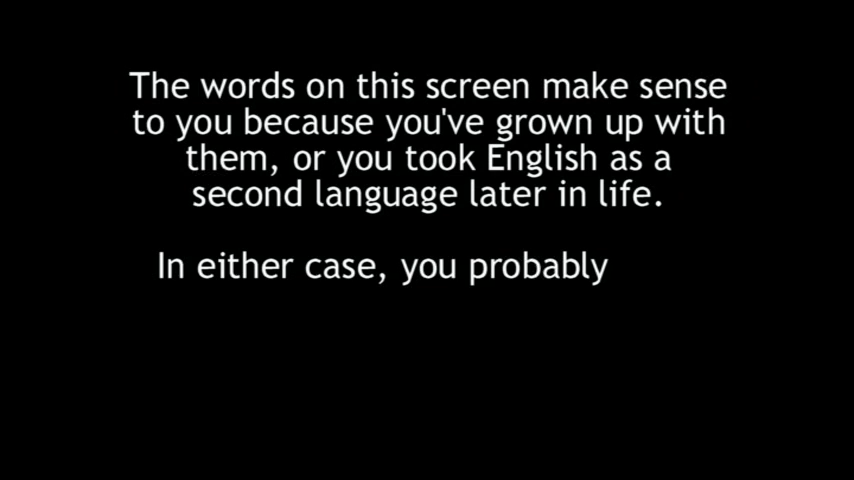 The words on this screen make sense
to you because you've grown up with
them, or you took English as a
second language later in life.
In either case, you probably